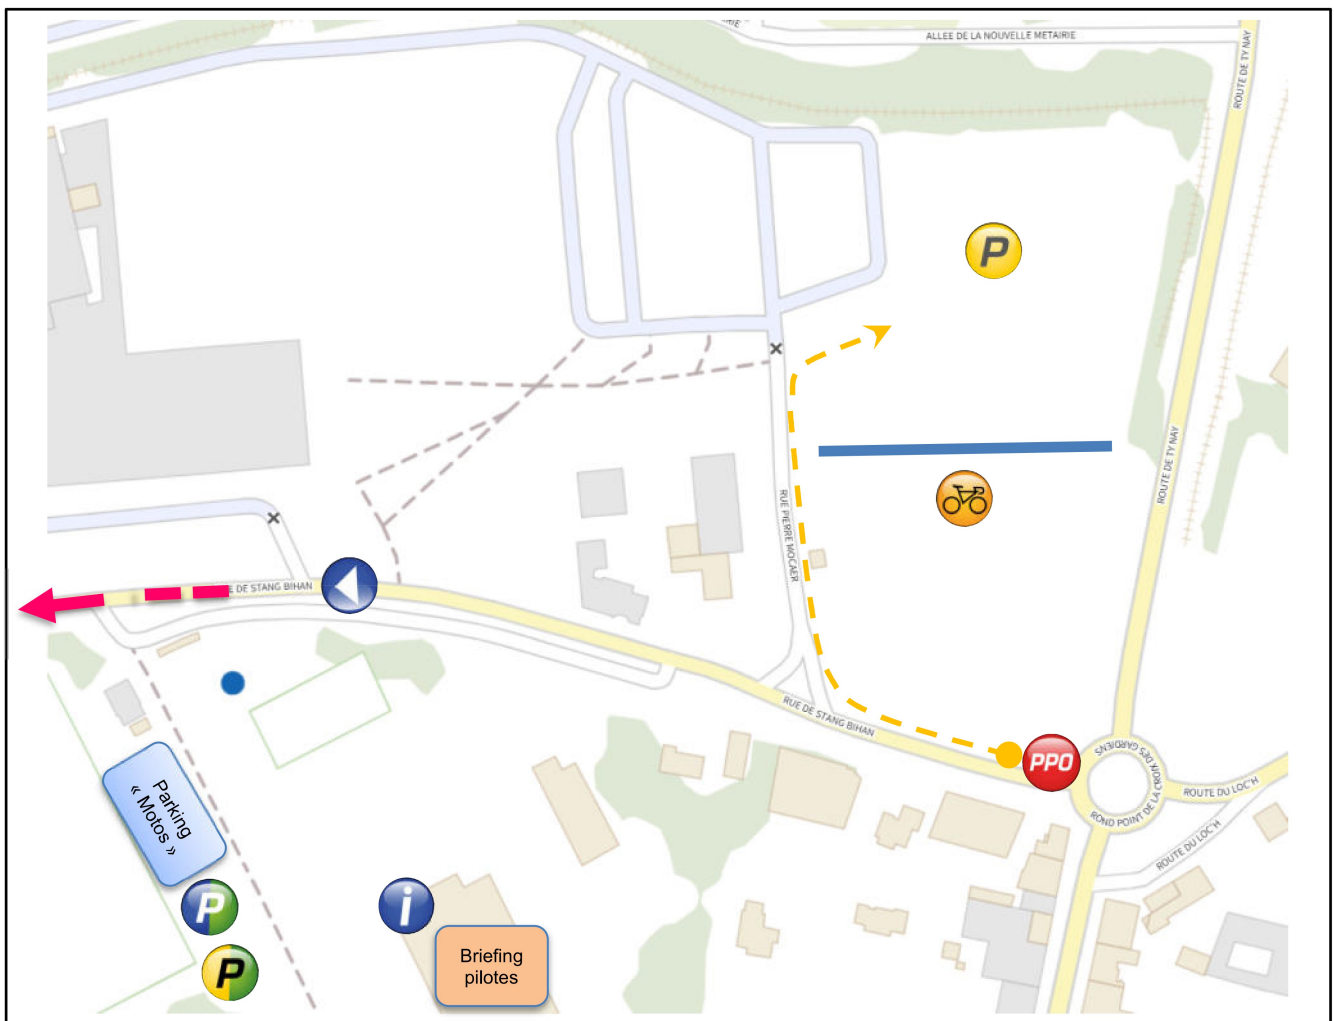 ALLEE DE LA NOUVELLE METAIRIE
ROUTE DE TY NAY
P
ROUTE DE TY NAY
RUE PIERRE MOCAER
E DE STANG BIHAN
RUE DE STANG BIHAN
PPO
ROND POINT DE LA CROIX DES GARDIENS
ROUTE DU LOC'H
ROUTE DU LOC'H
Parking
« Motos »
P
i
P
Briefing
pilotes